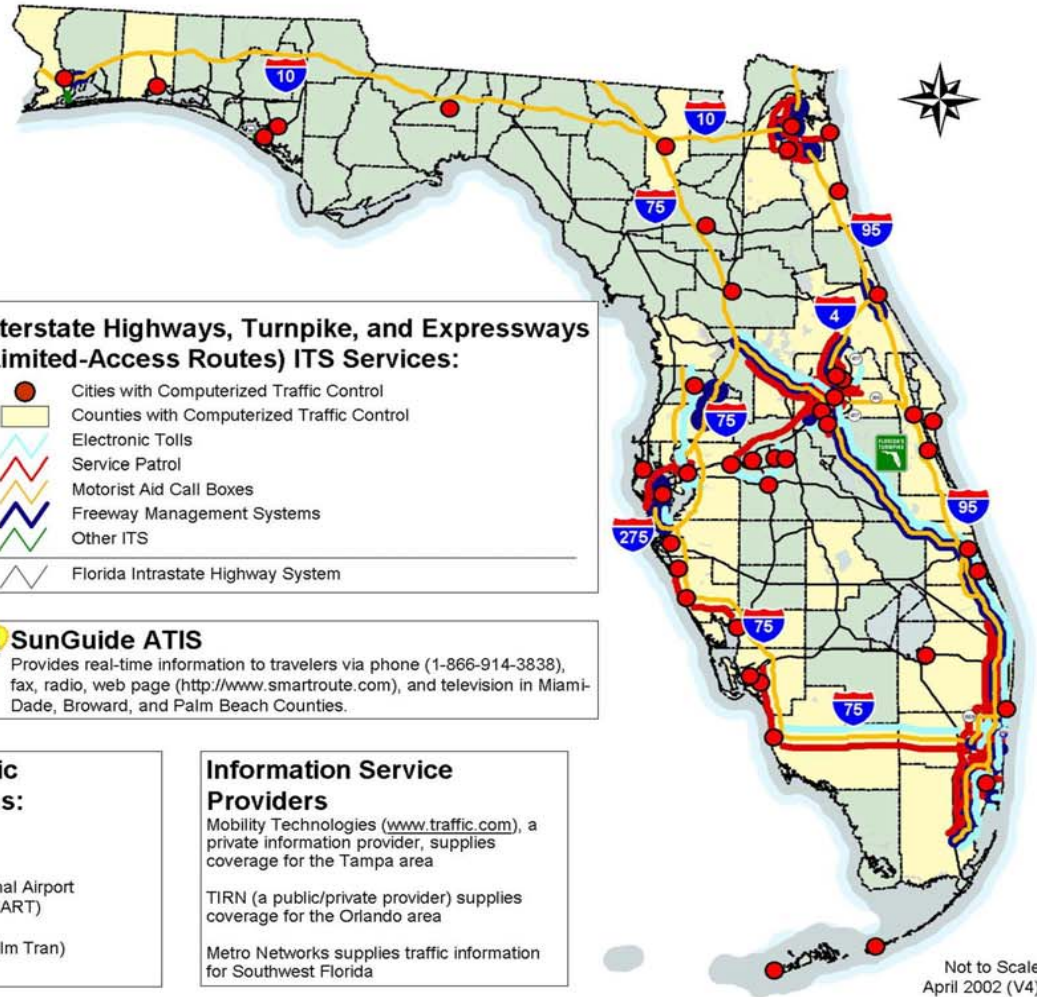 10
10
75
95
4
75
FLORIDA'S
TURNPIKE
95
275
75
75
terstate Highways, Turnpike, and Expressways
imited-Access Routes) ITS Services:
Cities with Computerized Traffic Control
Counties with Computerized Traffic Control
Electronic Tolls
Service Patrol
Motorist Aid Call Boxes
Freeway Management Systems
Other ITS
Florida Intrastate Highway System
SunGuide ATIS
Provides real-time information to travelers via phone (1-866-914-3838),
fax, radio, web page (http://www.smartroute.com), and television in Miami-
Dade, Broward, and Palm Beach Counties.
ic
s:
nal Airport
ART)
lm Tran)
Information Service
Providers
Mobility Technologies (www.traffic.com), a
private information provider, supplies
coverage for the Tampa area
TIRN (a public/private provider) supplies
coverage for the Orlando area
Metro Networks supplies traffic information
for Southwest Florida
Not to Scale
April 2002 (V4)